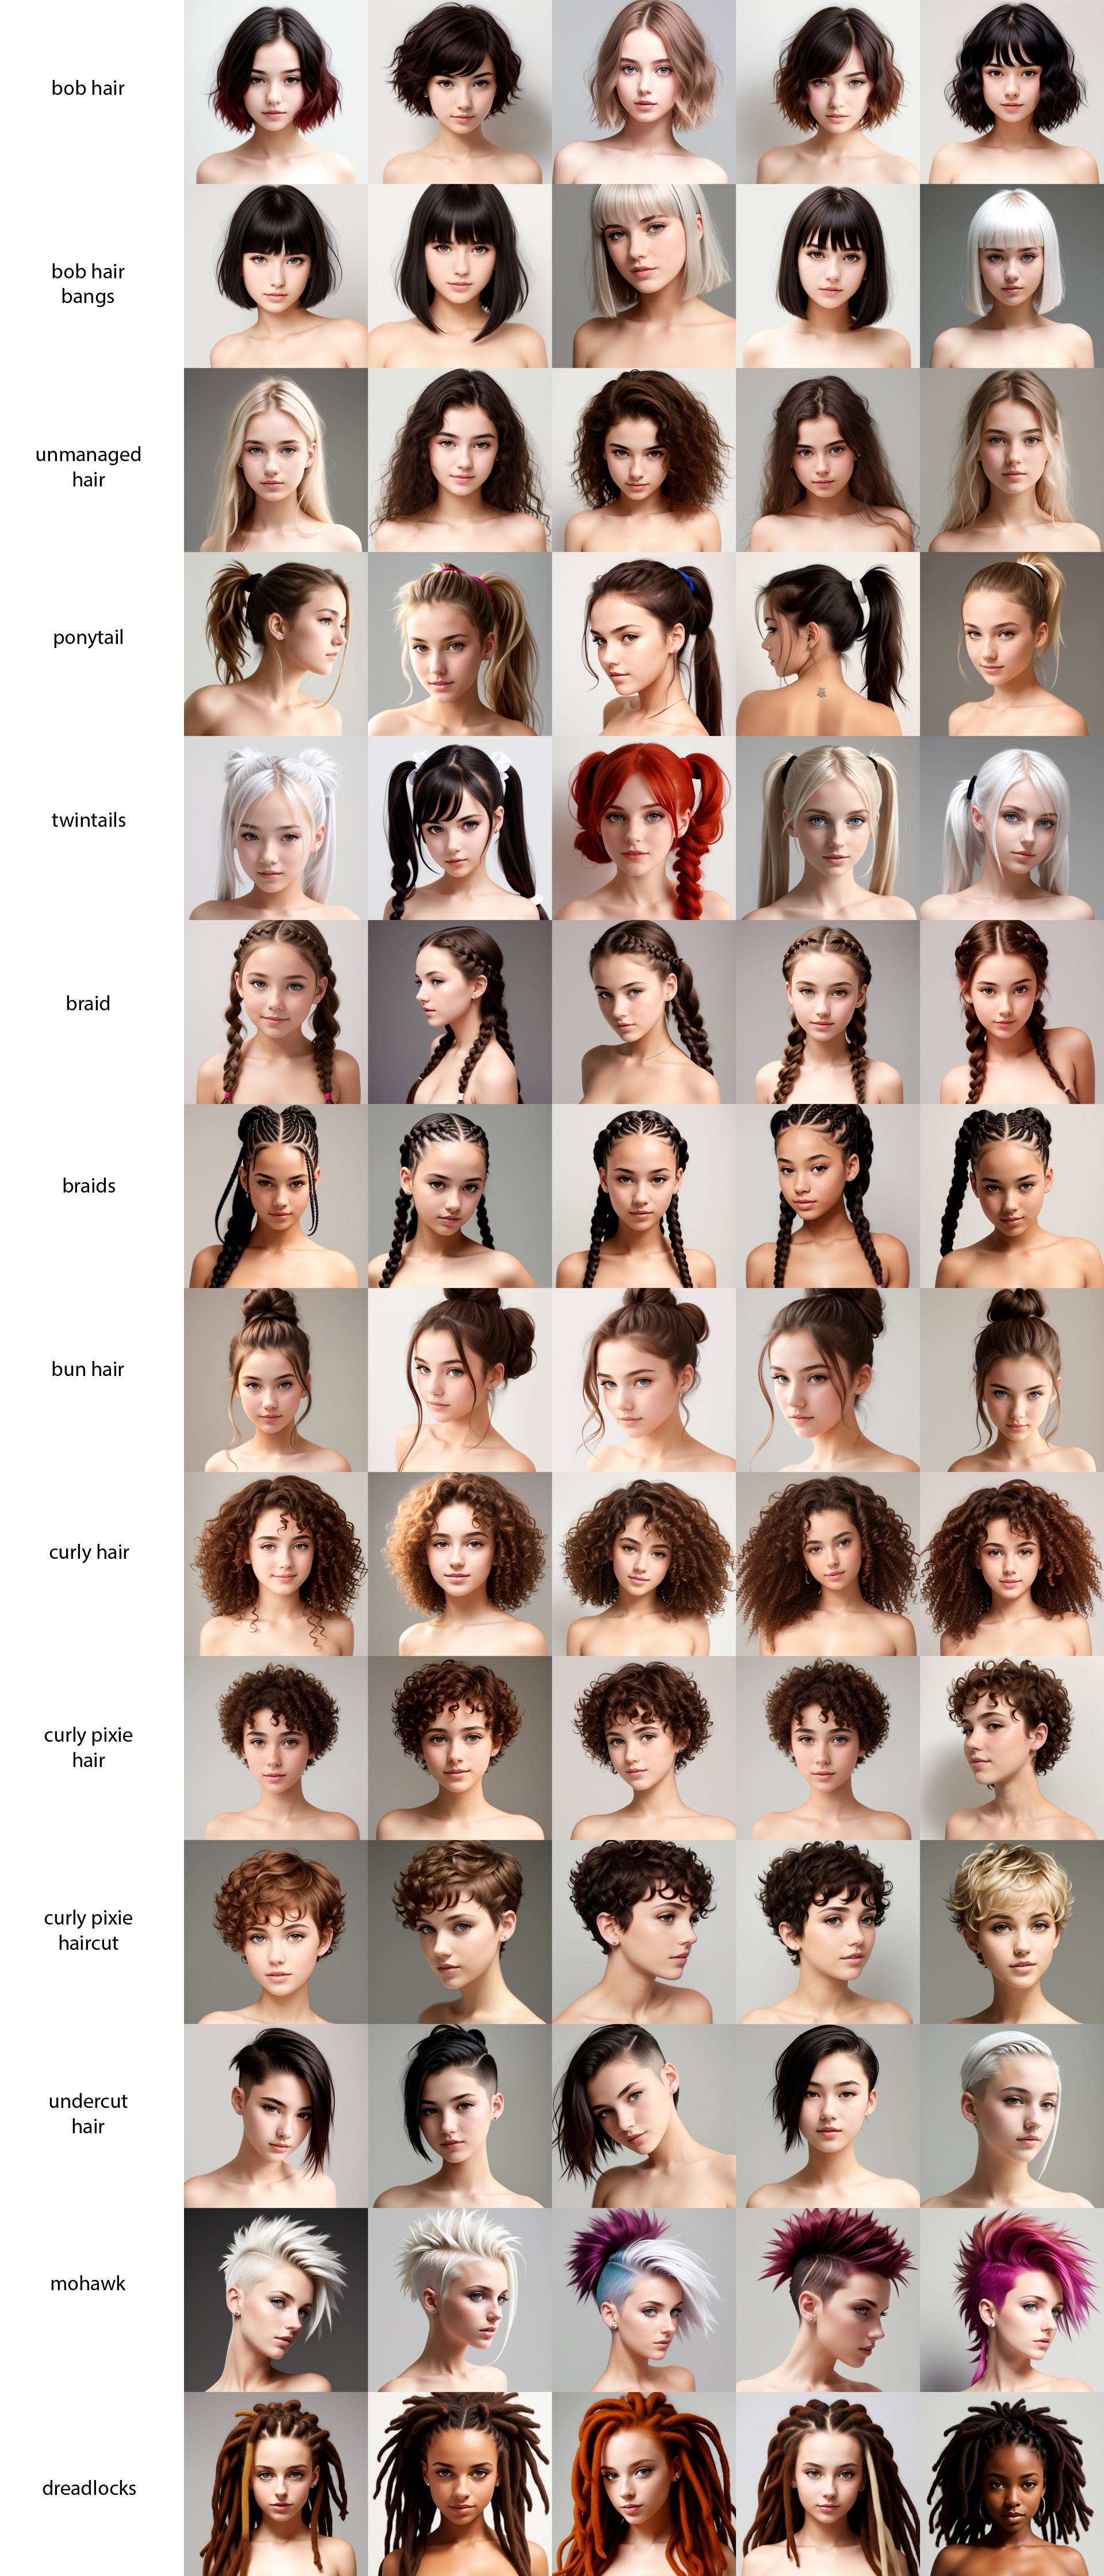 bob hair
bob hair
bangs
unmanaged
hair
ponytail
twintails
braid
braids
bun hair
curly hair
curly pixie
hair
curly pixie
haircut
undercut
hair
mohawk
dreadlocks